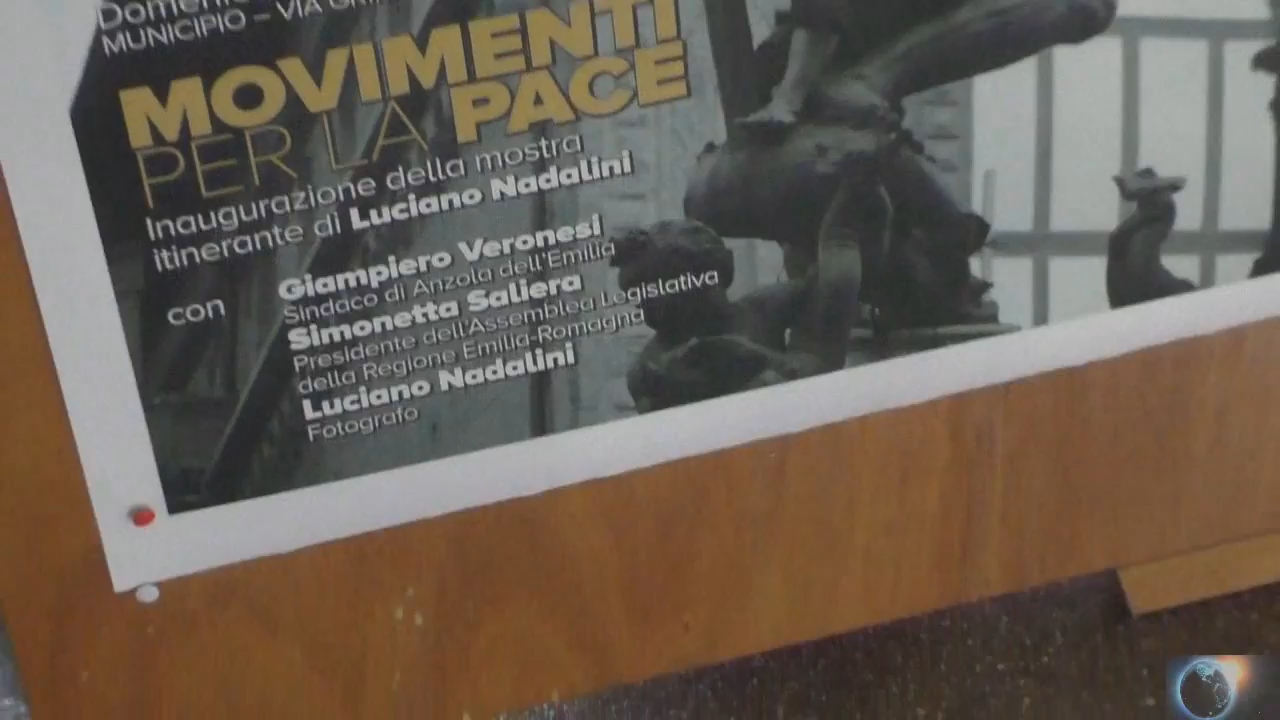 MUNICIPIO – VIA
MOVIMENTI
PER LA PACE
Inaugurazione della mostra
itinerante di Luciano Nadalini
con
Giampiero Veronesi
Sindaco di Anzola dell'Emilia
Simonetta Saliera
Presidente dell'Assemblea Legislativa
della Regione Emilia-Romagna
Luciano Nadalini
Fotografo